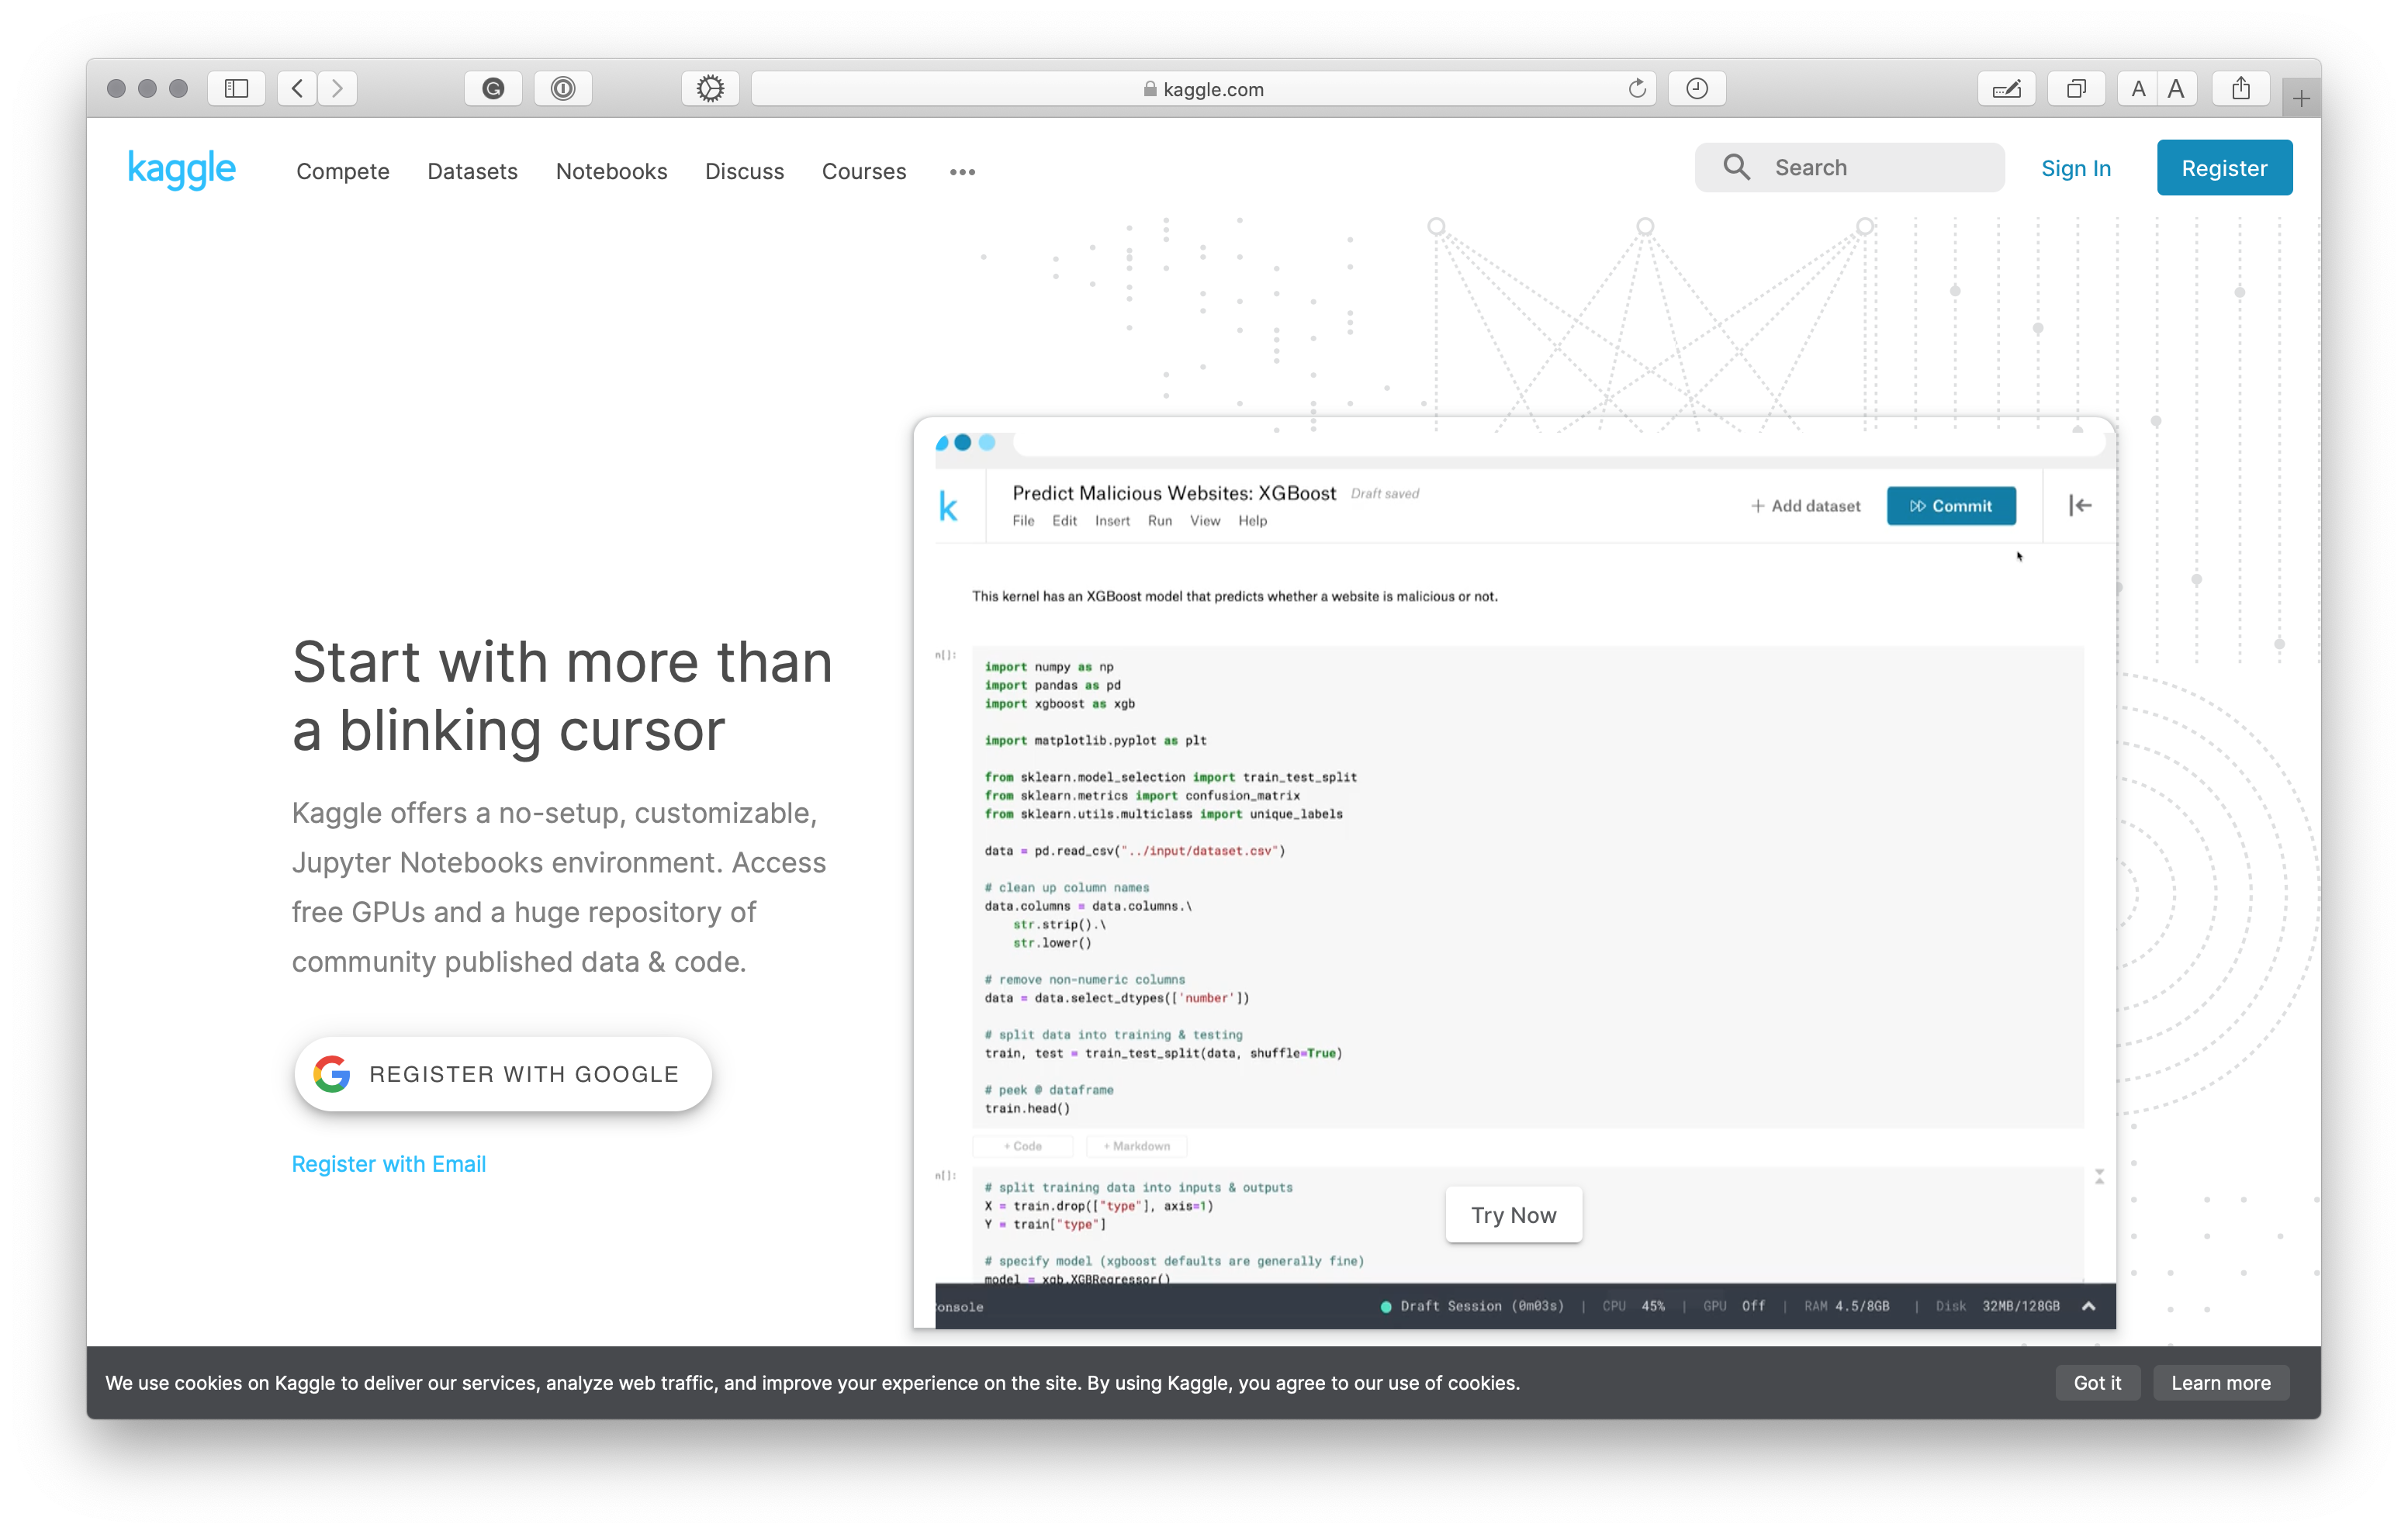 kaggle.com
A A
kaggle Compete Datasets Notebooks Discuss Courses ••• Search Sign In Register
Start with more than
a blinking cursor
Kaggle offers a no-setup, customizable,
Jupyter Notebooks environment. Access
free GPUs and a huge repository of
community published data & code.
REGISTER WITH GOOGLE
Register with Email
k
Predict Malicious Websites: XGBoost Draft saved
File Edit Insert Run View Help
+ Add dataset
Commit
This kernel has an XGBoost model that predicts whether a website is malicious or not.
n[]:
import numpy as np
import pandas as pd
import xgboost as xgb
import matplotlib.pyplot as plt
from sklearn.model_selection import train_test_split
from sklearn.metrics import confusion_matrix
from sklearn.utils.multiclass import unique_labels
data = pd.read_csv("../input/dataset.csv")
# clean up column names
data.columns = data.columns.\
    str.strip().\
    str.lower()
# remove non-numeric columns
data = data.select_dtypes(['number'])
# split data into training & testing
train, test = train_test_split(data, shuffle=True)
# peek @ dataframe
train.head()
+ Code + Markdown
n[]:
# split training data into inputs & outputs
X = train.drop(["type"], axis=1)
Y = train["type"]
# specify model (xgboost defaults are generally fine)
model = xgb.XGBRegressor()
Try Now
onsole Draft Session (0m03s) | CPU 45% | GPU Off | RAM 4.5/8GB | Disk 32MB/128GB
We use cookies on Kaggle to deliver our services, analyze web traffic, and improve your experience on the site. By using Kaggle, you agree to our use of cookies. Got it Learn more